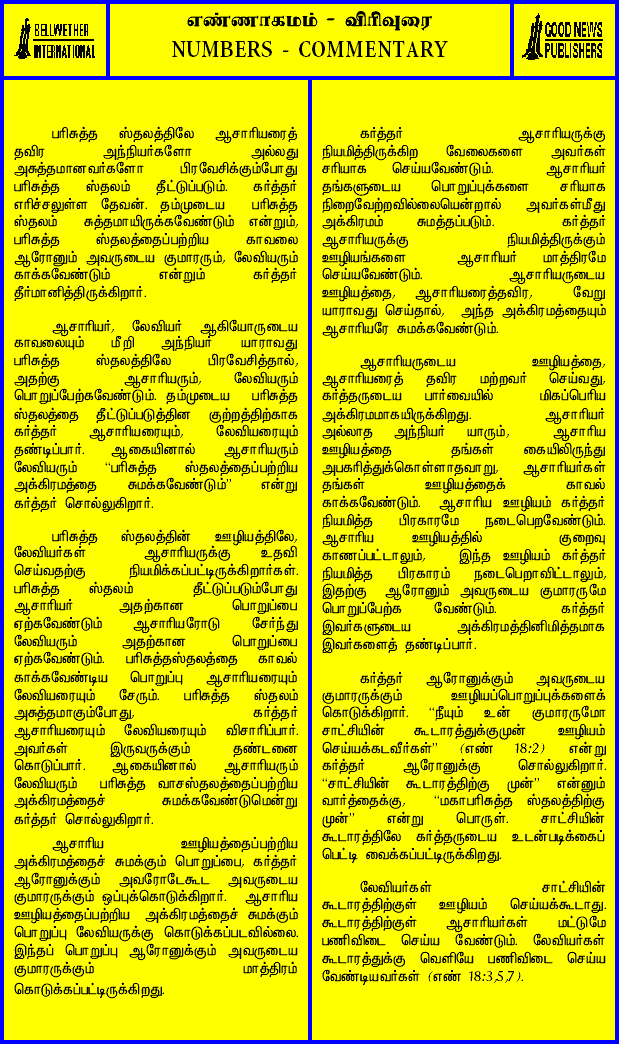 BELLWETHER
INTERNATIONAL
எண்ணாகமம் - விரிவுரை
NUMBERS - COMMENTARY
GOOD NEWS
PUBLISHERS
பரிசுத்த ஸ்தலத்திலே ஆசாரியரைத்
தவிர அந்நியர்களோ அல்லது
அசுத்தமானவர்களோ பிரவேசிக்கும்போது
பரிசுத்த ஸ்தலம் தீட்டுப்படும். கர்த்தர்
எரிச்சலுள்ள தேவன். தம்முடைய பரிசுத்த
ஸ்தலம் சுத்தமாயிருக்கவேண்டும் என்றும்,
பரிசுத்த ஸ்தலத்தைப்பற்றிய காவலை
ஆரோனும் அவருடைய குமாரரும், லேவியரும்
காக்கவேண்டும் என்றும் கர்த்தர்
தீர்மானித்திருக்கிறார்.
ஆசாரியர், லேவியர் ஆகியோருடைய
காவலையும் மீறி அந்நியர் யாராவது
பரிசுத்த ஸ்தலத்திலே பிரவேசித்தால்,
அதற்கு ஆசாரியரும், லேவியரும்
பொறுப்பேற்கவேண்டும். தம்முடைய பரிசுத்த
ஸ்தலத்தை தீட்டுப்படுத்தின குற்றத்திற்காக
கர்த்தர் ஆசாரியரையும், லேவியரையும்
தண்டிப்பார். ஆகையினால் ஆசாரியரும்
லேவியரும் “பரிசுத்த ஸ்தலத்தைப்பற்றிய
அக்கிரமத்தை சுமக்கவேண்டும்” என்று
கர்த்தர் சொல்லுகிறார்.
பரிசுத்த ஸ்தலத்தின் ஊழியத்திலே,
லேவியர்கள் ஆசாரியருக்கு உதவி
செய்வதற்கு நியமிக்கப்பட்டிருக்கிறார்கள்.
பரிசுத்த ஸ்தலம் தீட்டுப்படும்போது
ஆசாரியர் அதற்கான பொறுப்பை
ஏற்கவேண்டும் ஆசாரியரோடு சேர்ந்து
லேவியரும் அதற்கான பொறுப்பை
ஏற்கவேண்டும். பரிசுத்தஸ்தலத்தை காவல்
காக்கவேண்டிய பொறுப்பு ஆசாரியரையும்
லேவியரையும் சேரும். பரிசுத்த ஸ்தலம்
அசுத்தமாகும்போது, கர்த்தர்
ஆசாரியரையும் லேவியரையும் விசாரிப்பார்.
அவர்கள் இருவருக்கும் தண்டனை
கொடுப்பார். ஆகையினால் ஆசாரியரும்
லேவியரும் பரிசுத்த வாசஸ்தலத்தைப்பற்றிய
அக்கிரமத்தைச் சுமக்கவேண்டுமென்று
கர்த்தர் சொல்லுகிறார்.
ஆசாரிய ஊழியத்தைப்பற்றிய
அக்கிரமத்தைச் சுமக்கும் பொறுப்பை, கர்த்தர்
ஆரோனுக்கும் அவரோடேகூட அவருடைய
குமாரருக்கும் ஒப்புக்கொடுக்கிறார். ஆசாரிய
ஊழியத்தைப்பற்றிய அக்கிரமத்தைச் சுமக்கும்
பொறுப்பு லேவியருக்கு கொடுக்கப்படவில்லை.
இந்தப் பொறுப்பு ஆரோனுக்கும் அவருடைய
குமாரருக்கும் மாத்திரம்
கொடுக்கப்பட்டிருக்கிறது.
கர்த்தர் ஆசாரியருக்கு
நியமித்திருக்கிற வேலைகளை அவர்கள்
சரியாக செய்யவேண்டும். ஆசாரியர்
தங்களுடைய பொறுப்புக்களை சரியாக
நிறைவேற்றவில்லையென்றால் அவர்கள்மீது
அக்கிரமம் சுமத்தப்படும். கர்த்தர்
ஆசாரியருக்கு நியமித்திருக்கும்
ஊழியங்களை ஆசாரியர் மாத்திரமே
செய்யவேண்டும். ஆசாரியருடைய
ஊழியத்தை, ஆசாரியரைத்தவிர, வேறு
யாராவது செய்தால், அந்த அக்கிரமத்தையும்
ஆசாரியரே சுமக்கவேண்டும்.
ஆசாரியருடைய ஊழியத்தை,
ஆசாரியரைத் தவிர மற்றவர் செய்வது,
கர்த்தருடைய பார்வையில் மிகப்பெரிய
அக்கிரமமாகயிருக்கிறது. ஆசாரியர்
அல்லாத அந்நியர் யாரும், ஆசாரிய
ஊழியத்தை தங்கள் கையிலிருந்து
அபகரித்துக்கொள்ளாதவாறு, ஆசாரியர்கள்
தங்கள் ஊழியத்தைக் காவல்
காக்கவேண்டும். ஆசாரிய ஊழியம் கர்த்தர்
நியமித்த பிரகாரமே நடைபெறவேண்டும்.
ஆசாரிய ஊழியத்தில் குறைவு
காணப்பட்டாலும், இந்த ஊழியம் கர்த்தர்
நியமித்த பிரகாரம் நடைபெறாவிட்டாலும்,
இதற்கு ஆரோனும் அவருடைய குமாரருமே
பொறுப்பேற்க வேண்டும். கர்த்தர்
இவர்களுடைய அக்கிரமத்தினிமித்தமாக
இவர்களைத் தண்டிப்பார்.
கர்த்தர் ஆரோனுக்கும் அவருடைய
குமாரருக்கும் ஊழியப்பொறுப்புக்களைக்
கொடுக்கிறார். “நீயும் உன் குமாரருமோ
சாட்சியின் கூடாரத்துக்குமுன் ஊழியம்
செய்யக்கடவீர்கள்” (எண் 18:2) என்று
கர்த்தர் ஆரோனுக்கு சொல்லுகிறார்.
“சாட்சியின் கூடாரத்திற்கு முன்” என்னும்
வார்த்தைக்கு, “மகாபரிசுத்த ஸ்தலத்திற்கு
முன்” என்று பொருள். சாட்சியின்
கூடாரத்திலே கர்த்தருடைய உடன்படிக்கைப்
பெட்டி வைக்கப்பட்டிருக்கிறது.
லேவியர்கள் சாட்சியின்
கூடாரத்திற்குள் ஊழியம் செய்யக்கூடாது.
கூடாரத்திற்குள் ஆசாரியர்கள் மட்டுமே
பணிவிடை செய்ய வேண்டும். லேவியர்கள்
கூடாரத்துக்கு வெளியே பணிவிடை செய்ய
வேண்டியவர்கள் (எண் 18:3,5,7).